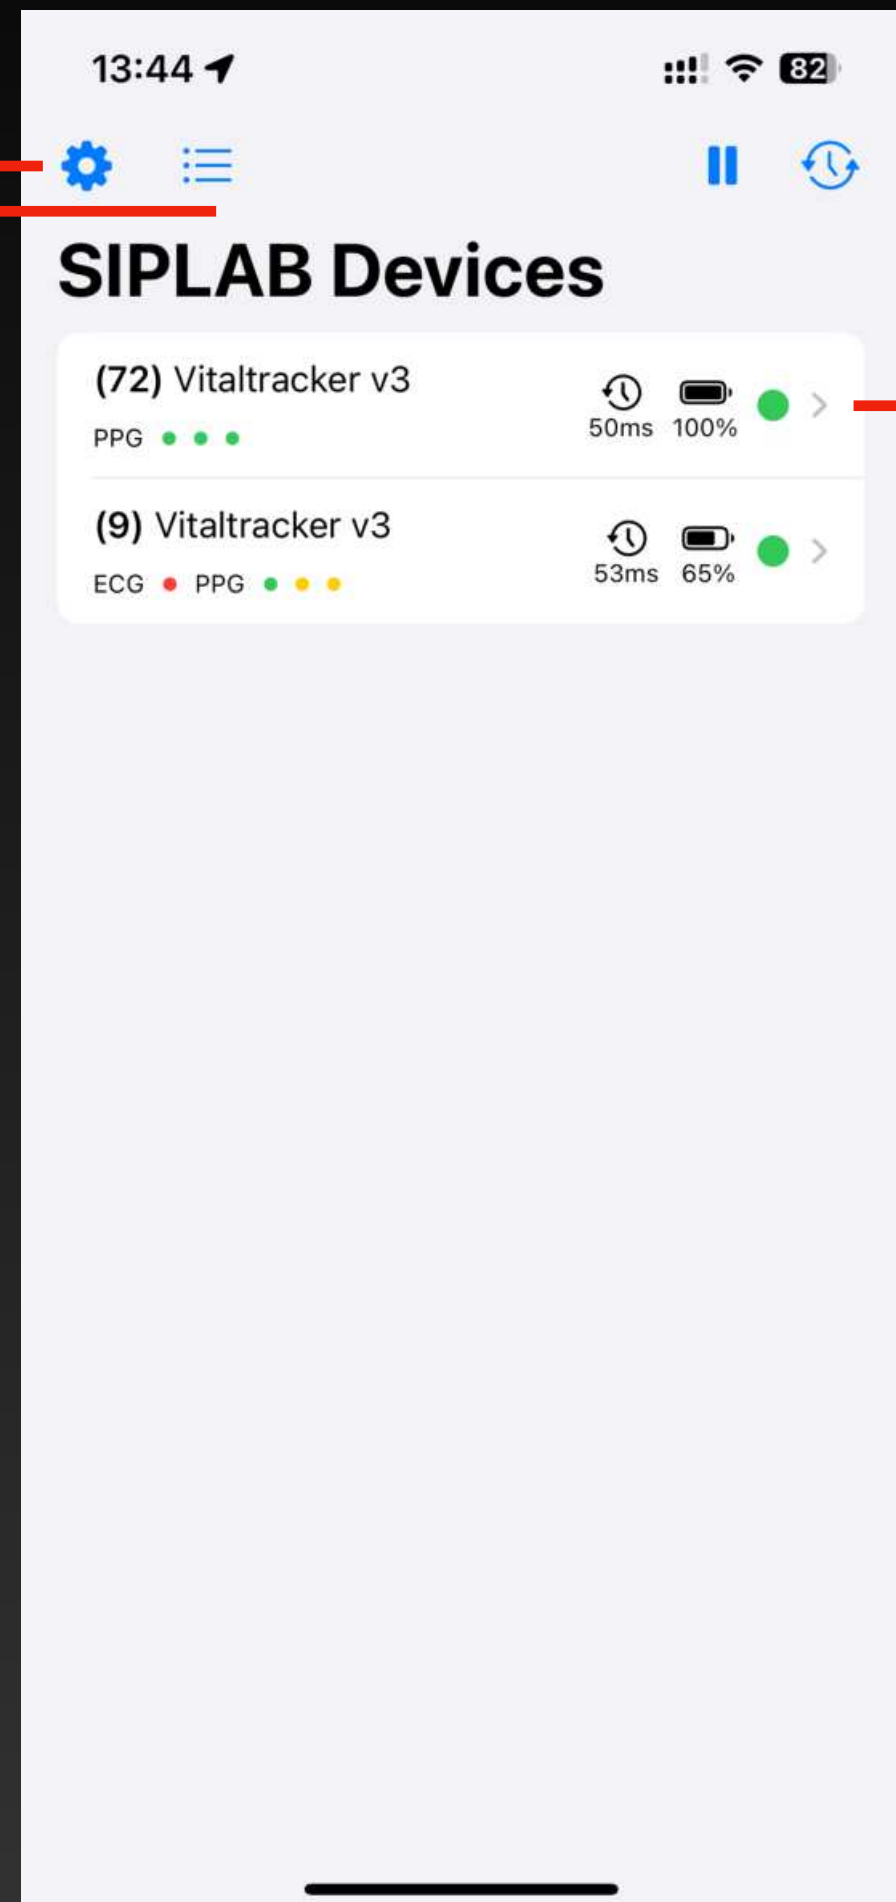 13:44 82
SIPLAB Devices
(72) Vitaltracker v3
50ms 100%
PPG
(9) Vitaltracker v3
53ms 65%
ECG PPG